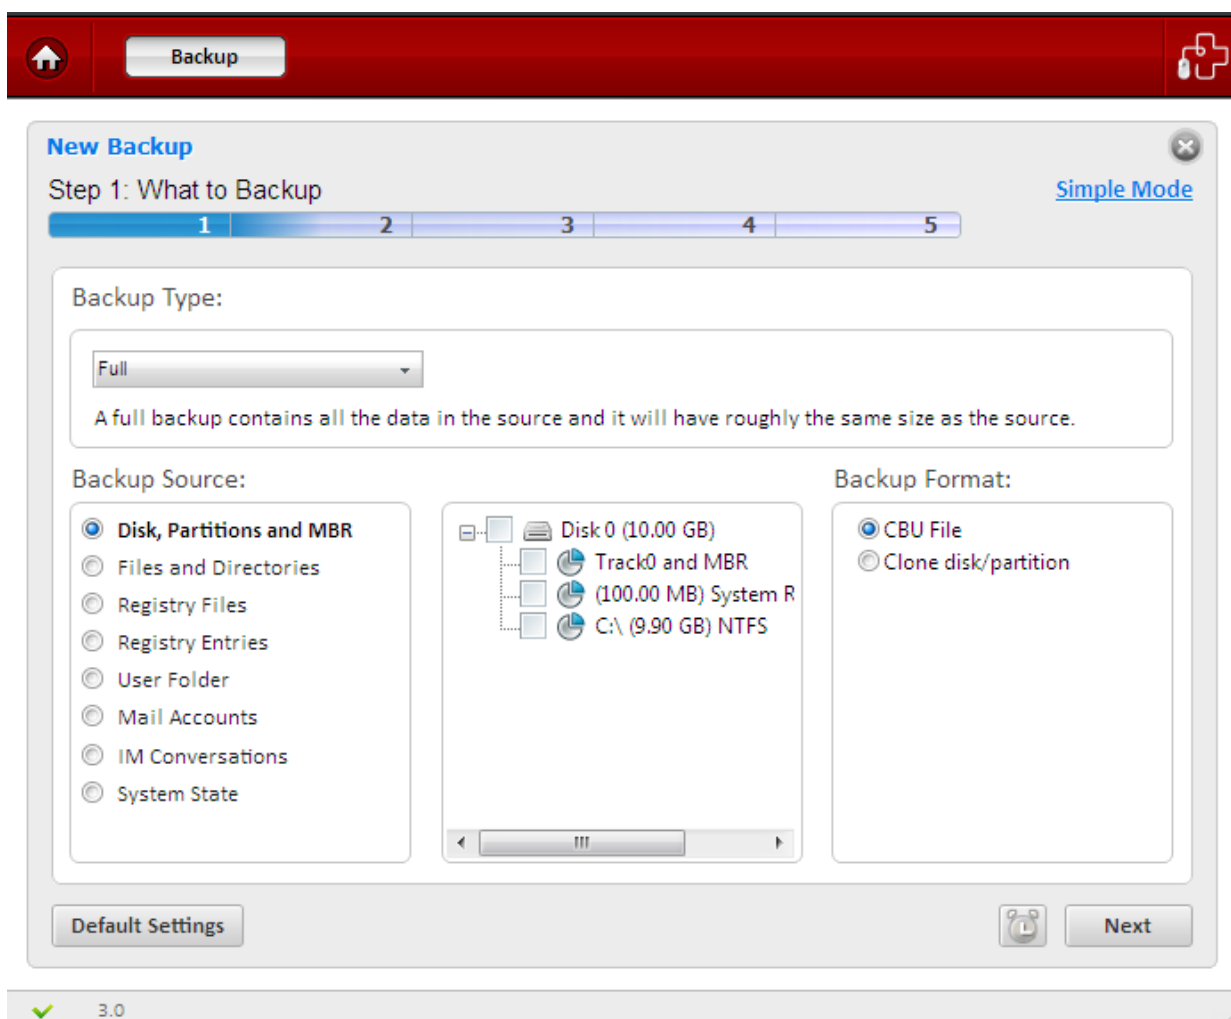 Backup
New Backup
Step 1: What to Backup
Simple Mode
1 2 3 4 5
Backup Type:
Full
A full backup contains all the data in the source and it will have roughly the same size as the source.
Backup Source:
Disk, Partitions and MBR
Files and Directories
Registry Files
Registry Entries
User Folder
Mail Accounts
IM Conversations
System State
Disk 0 (10.00 GB)
Track0 and MBR
(100.00 MB) System R
C:\ (9.90 GB) NTFS
Backup Format:
CBU File
Clone disk/partition
Default Settings
Next
3.0